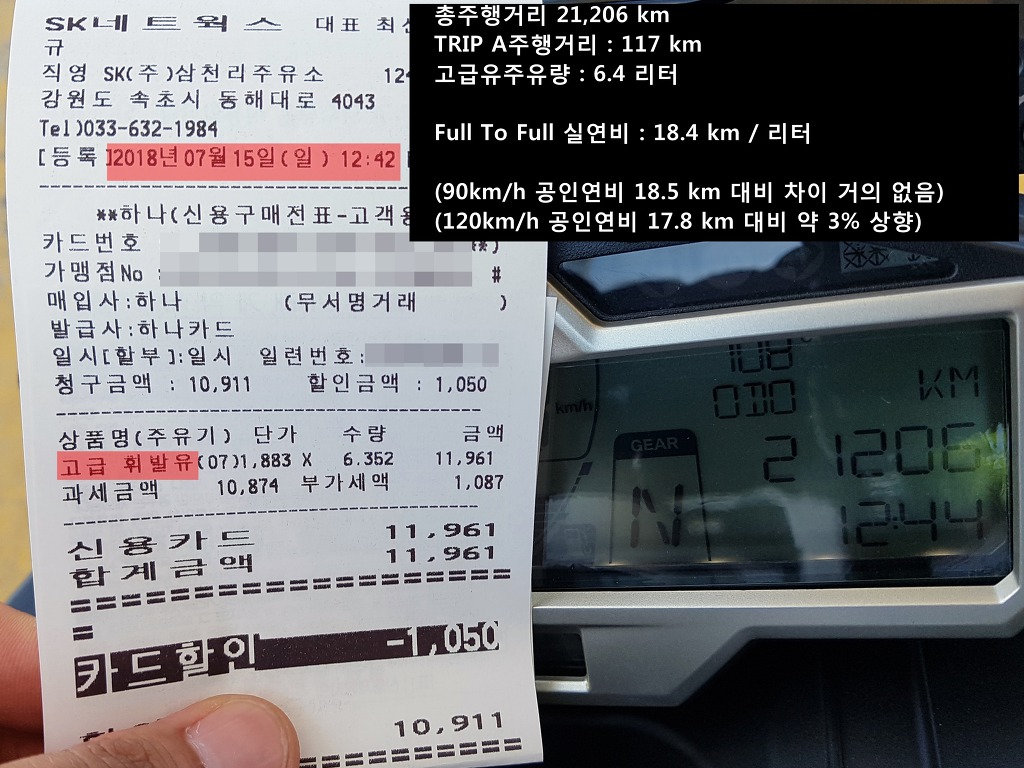 SK네트웍스 대표 최신
규
직영 SK(주)삼천리주유소 124
강원도 속초시 동해대로 4043
Tel)033-632-1984
[등록]2018년07월15일(일) 12:42
**하나(신용구매전표-고객용
카드번호 *)
가맹점No : #
매입사:하나 (무서명거래 )
발급사:하나카드
일시[할부]:일시 일련번호:
청구금액 : 10,911 할인금액 : 1,050
상품명(주유기) 단가 수량 금액
고급 휘발유(07)1,883 X 6.352 11,961
과세금액 10,874 부가세액 1,087
신용카드 11,961
합계금액 11,961
카드할인 -1,050
10,911
총주행거리 21,206 km
TRIP A주행거리 : 117 km
고급유주유량 : 6.4 리터
Full To Full 실연비 : 18.4 km / 리터
(90km/h 공인연비 18.5 km 대비 차이 거의 없음)
(120km/h 공인연비 17.8 km 대비 약 3% 상향)
108°
km/h ODO KM
GEAR 21206
N 12:44